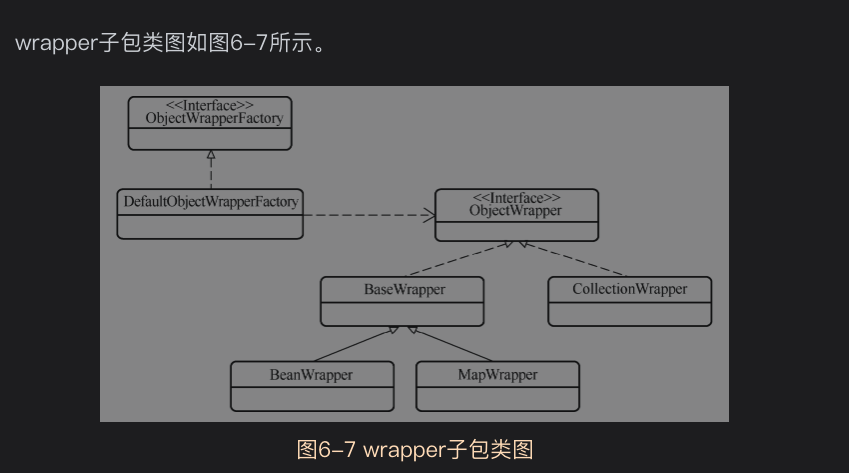 wrapper子包类图如图6-7所示。
<<Interface>>
ObjectWrapperFactory
DefaultObjectWrapperFactory
<<Interface>>
ObjectWrapper
BaseWrapper
CollectionWrapper
BeanWrapper
MapWrapper
图6-7 wrapper子包类图